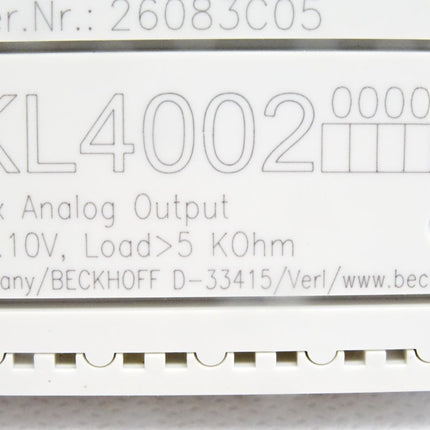 er.Nr.: 26083C05
KL4002 0000
x Analog Output
.10V, Load>5 KOhm
any/BECKHOFF D-33415/Verl/www.bec